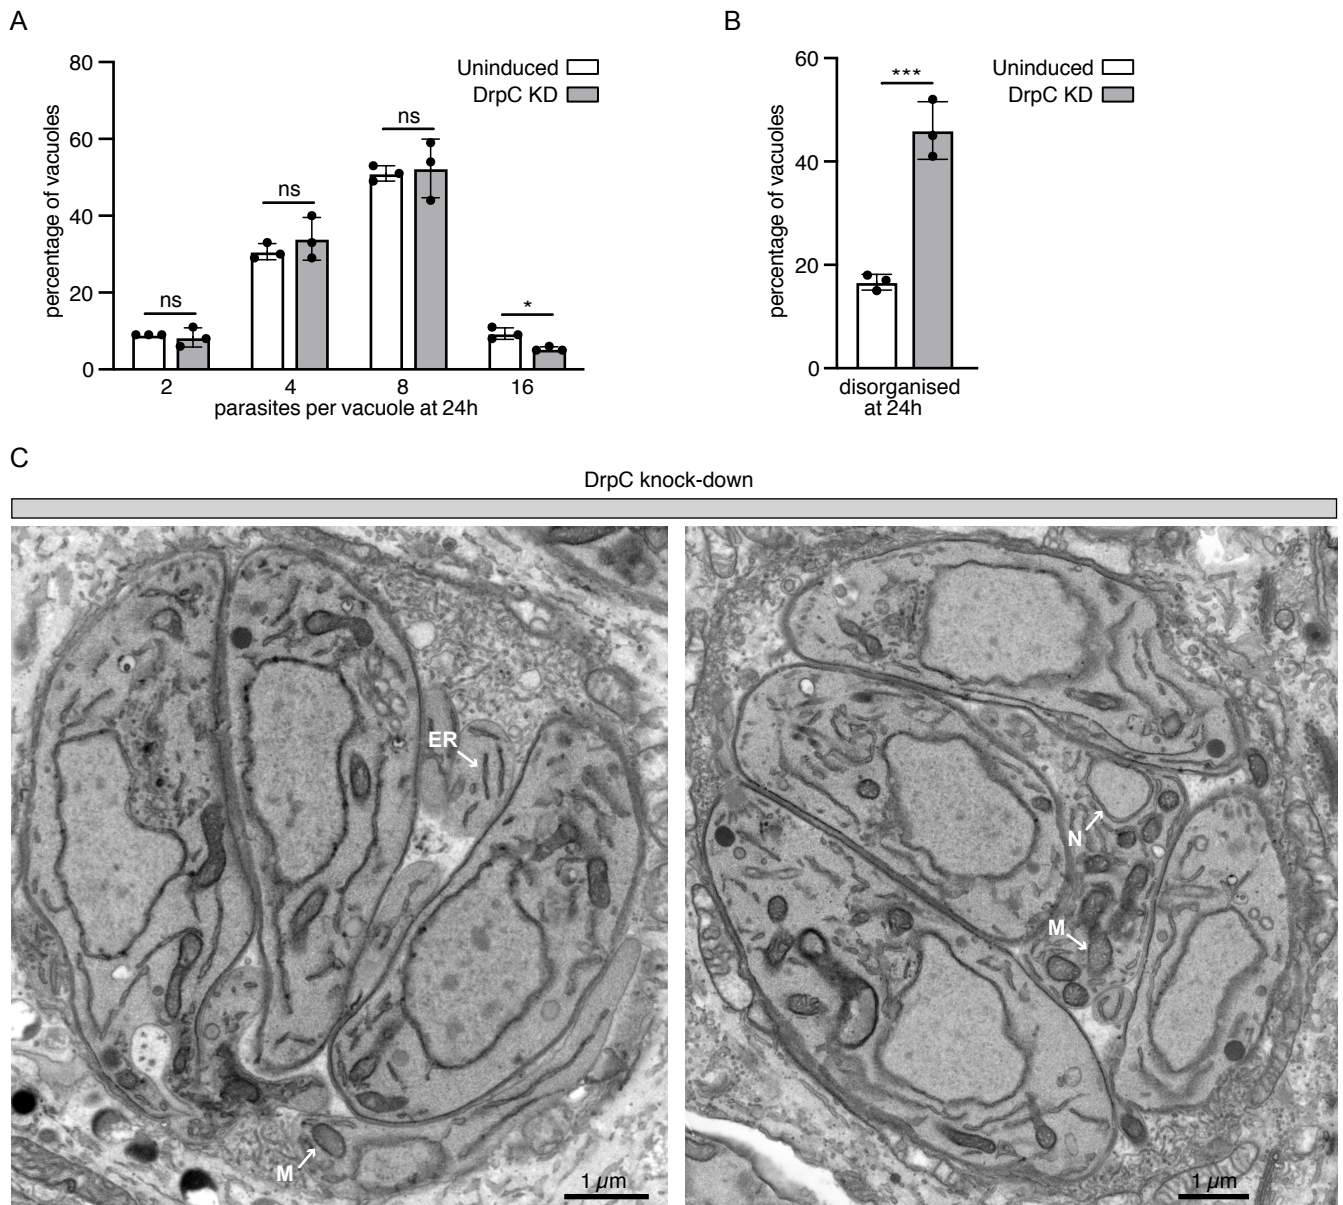 A
percentage of vacuoles
80
60
40
20
0
Uninduced
DrpC KD
ns
ns
ns
*
2 4 8 16
parasites per vacuole at 24h
B
percentage of vacuoles
60
40
20
0
***
Uninduced
DrpC KD
disorganised
at 24h
C
DrpC knock-down
ER
M
1 µm
N
M
1 µm